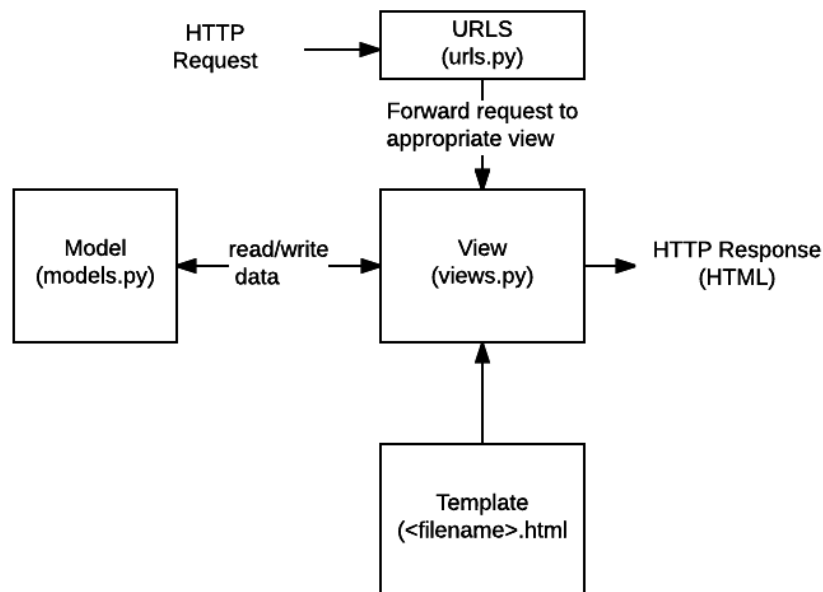 HTTP
Request
URLS
(urls.py)
Forward request to
appropriate view
Model
(models.py)
read/write
data
View
(views.py)
HTTP Response
(HTML)
Template
(<filename>.html